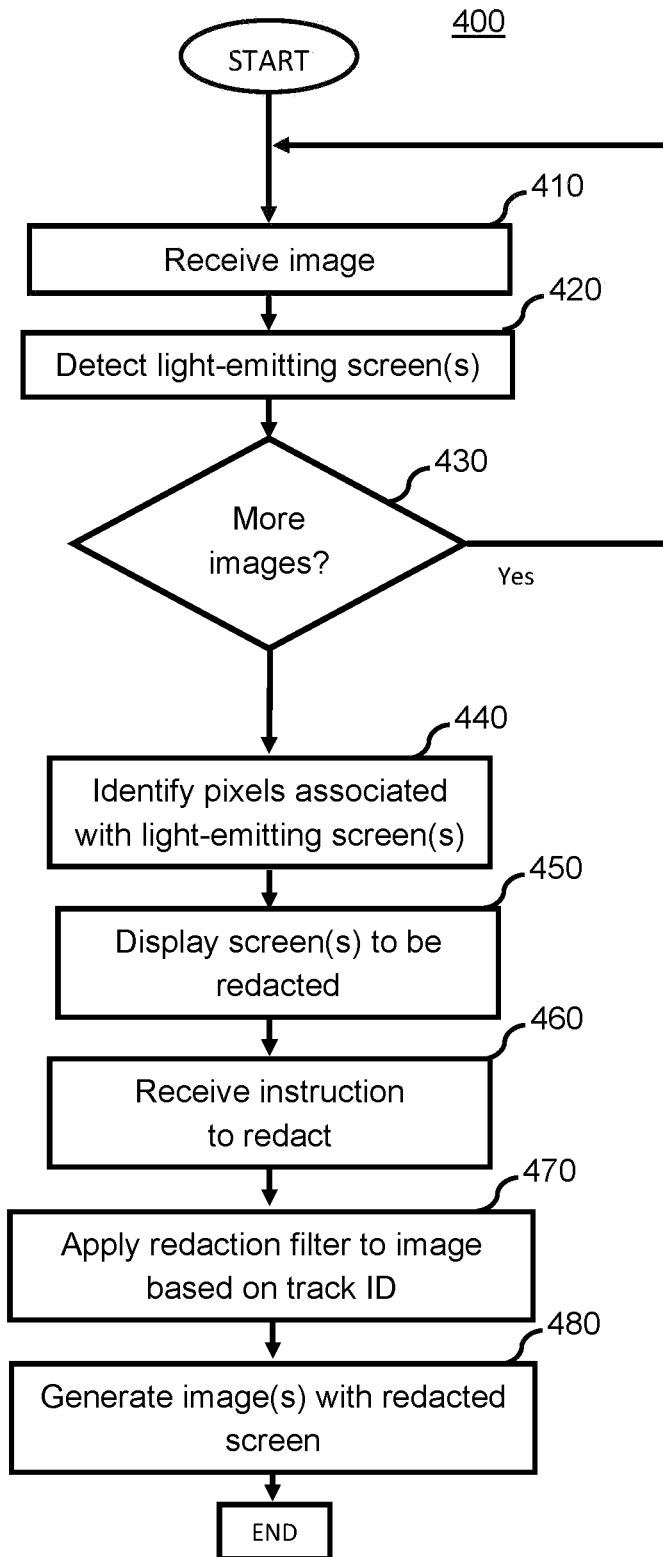 400
START
410
Receive image
420
Detect light-emitting screen(s)
430
More
images?
Yes
440
Identify pixels associated
with light-emitting screen(s)
450
Display screen(s) to be
redacted
460
Receive instruction
to redact
470
Apply redaction filter to image
based on track ID
480
Generate image(s) with redacted
screen
END